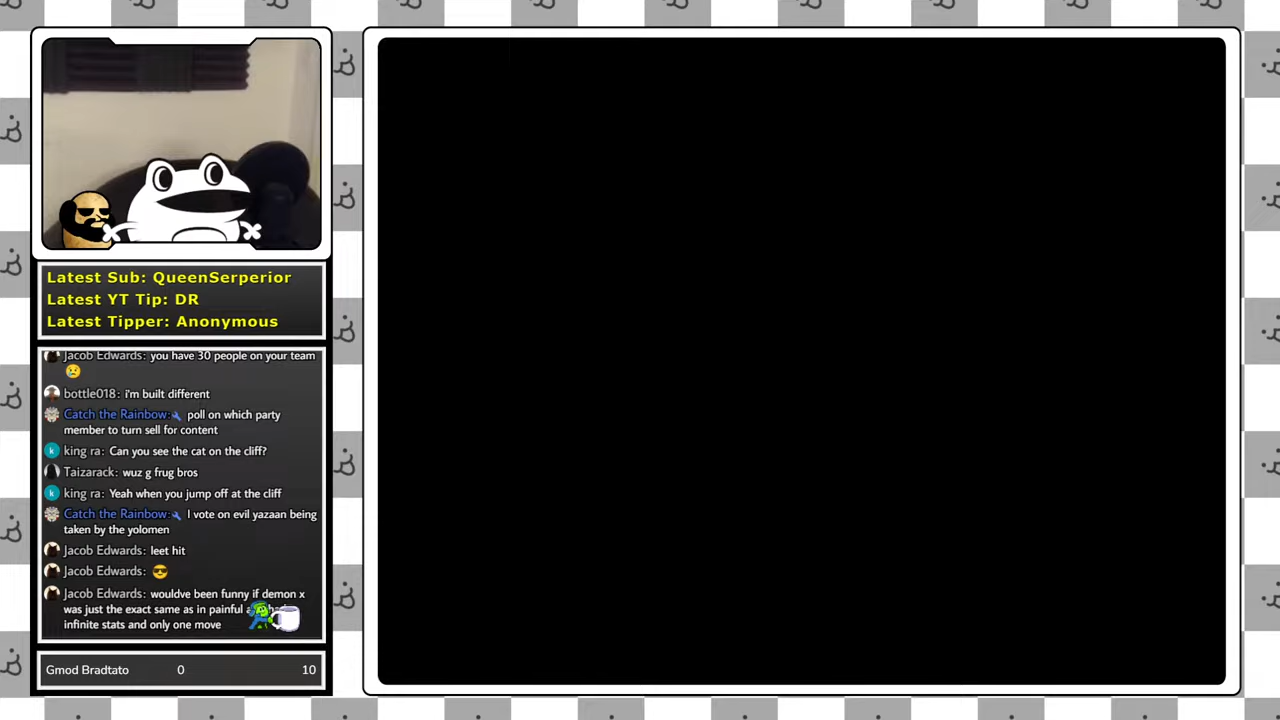 Latest Sub: QueenSerperior
Latest YT Tip: DR
Latest Tipper: Anonymous
Jacob Edwards: you have 30 people on your team
😢
bottle018: i'm built different
Catch the Rainbow: poll on which party
member to turn sell for content
k king ra: Can you see the cat on the cliff?
Taizarack: wuz g frug bros
k king ra: Yeah when you jump off at the cliff
Catch the Rainbow: I vote on evil yazaan being
taken by the yolomen
Jacob Edwards: leet hit
Jacob Edwards: 😎
Jacob Edwards: wouldve been funny if demon x
was just the exact same as in painful
infinite stats and only one move
Gmod Bradtato 0 10